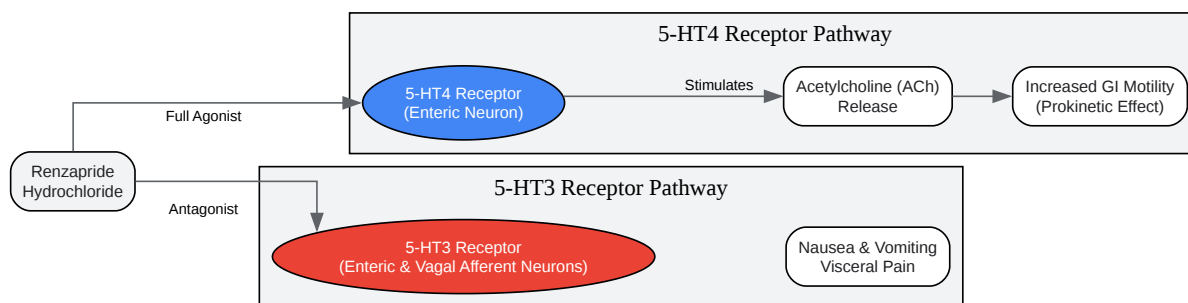 5-HT4 Receptor Pathway
5-HT4 Receptor
(Enteric Neuron)
Stimulates
Acetylcholine (ACh)
Release
Increased GI Motility
(Prokinetic Effect)
Full Agonist
Renzapride
Hydrochloride
Antagonist
5-HT3 Receptor Pathway
5-HT3 Receptor
(Enteric & Vagal Afferent Neurons)
Nausea & Vomiting
Visceral Pain